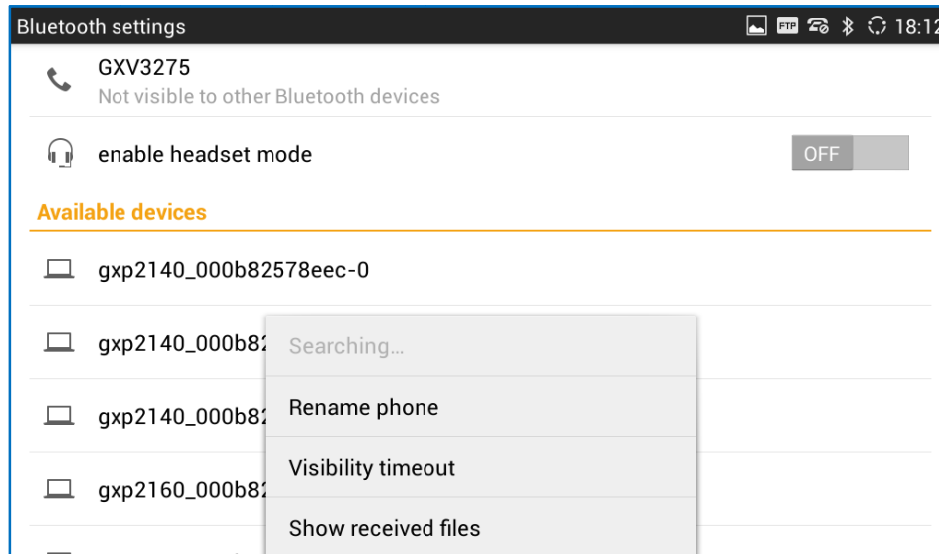 Bluetooth settings
FTP
18:12
GXV3275
Not visible to other Bluetooth devices
enable headset mode
OFF
Available devices
gxp2140_000b82578eec-0
gxp2140_000b82
Searching...
gxp2140_000b82
Rename phone
Visibility timeout
gxp2160_000b82
Show received files